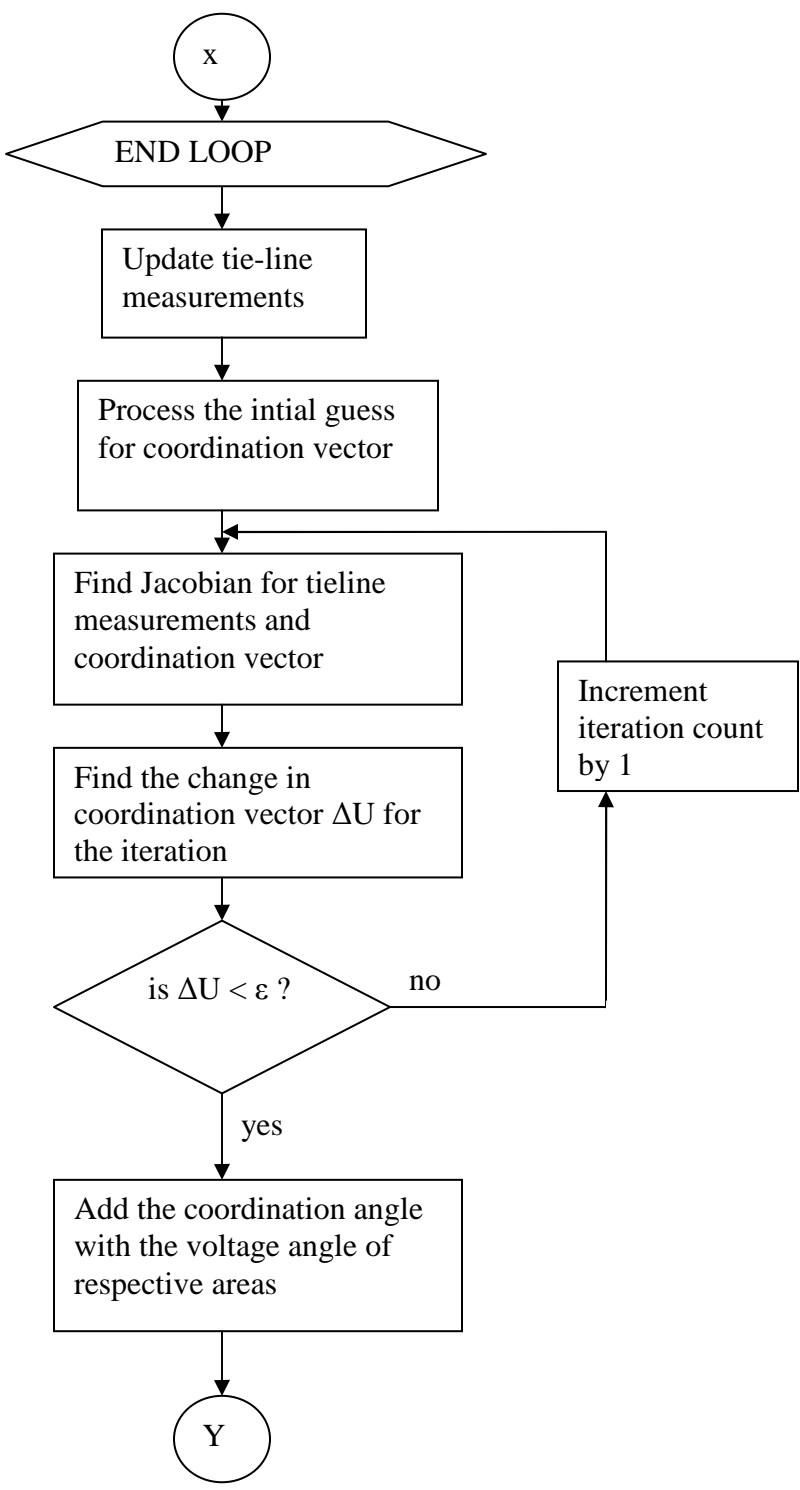 x
END LOOP
Update tie-line
measurements
Process the intial guess
for coordination vector
Find Jacobian for tieline
measurements and
coordination vector
Increment
iteration count
by 1
Find the change in
coordination vector ΔU for
the iteration
is ΔU < ε ?
no
yes
Add the coordination angle
with the voltage angle of
respective areas
Y